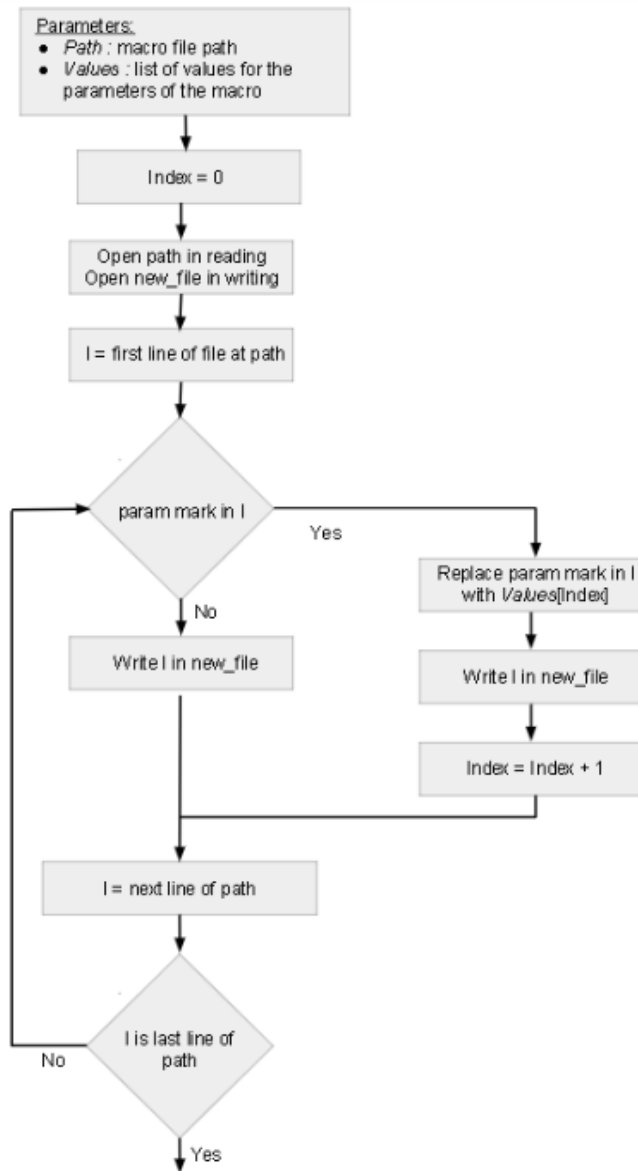 Parameters:
● Path : macro file path
● Values : list of values for the
parameters of the macro
Index = 0
Open path in reading
Open new_file in writing
l = first line of file at path
param mark in l
Yes
No
Replace param mark in l
with Values[Index]
Write l in new_file
Write l in new_file
Index = Index + 1
l = next line of path
l is last line of
path
No
Yes